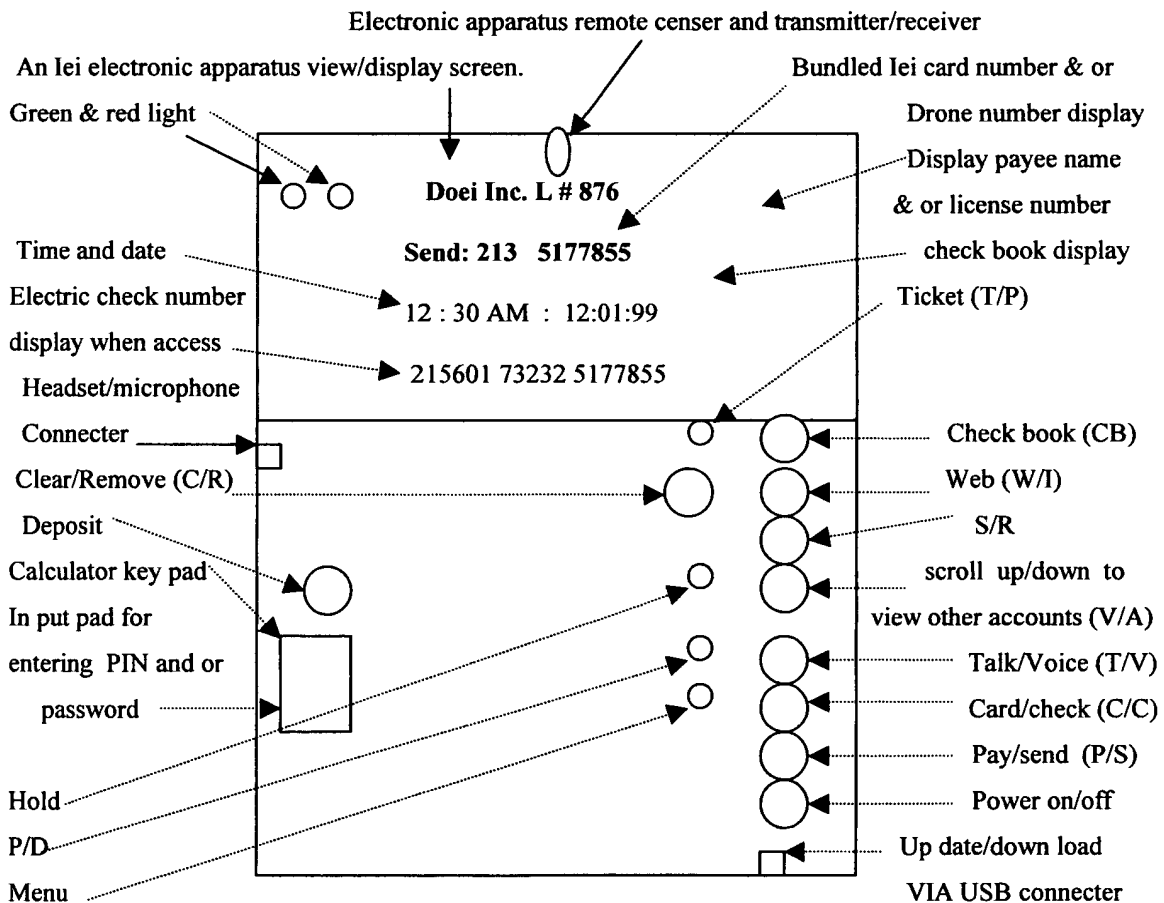 Electronic apparatus remote censer and transmitter/receiver
An Iei electronic apparatus view/display screen.
Bundled Iei card number & or
Green & red light
Drone number display
Display payee name
Doei Inc. L # 876
& or license number
Time and date
Send: 213 5177855
check book display
Electric check number
12 : 30 AM : 12:01:99
Ticket (T/P)
display when access
215601 73232 5177855
Headset/microphone
Connecter
Check book (CB)
Clear/Remove (C/R)
Web (W/I)
Deposit
S/R
Calculator key pad
scroll up/down to
In put pad for
view other accounts (V/A)
entering PIN and or
Talk/Voice (T/V)
password
Card/check (C/C)
Pay/send (P/S)
Hold
Power on/off
P/D
Up date/down load
Menu
VIA USB connecter